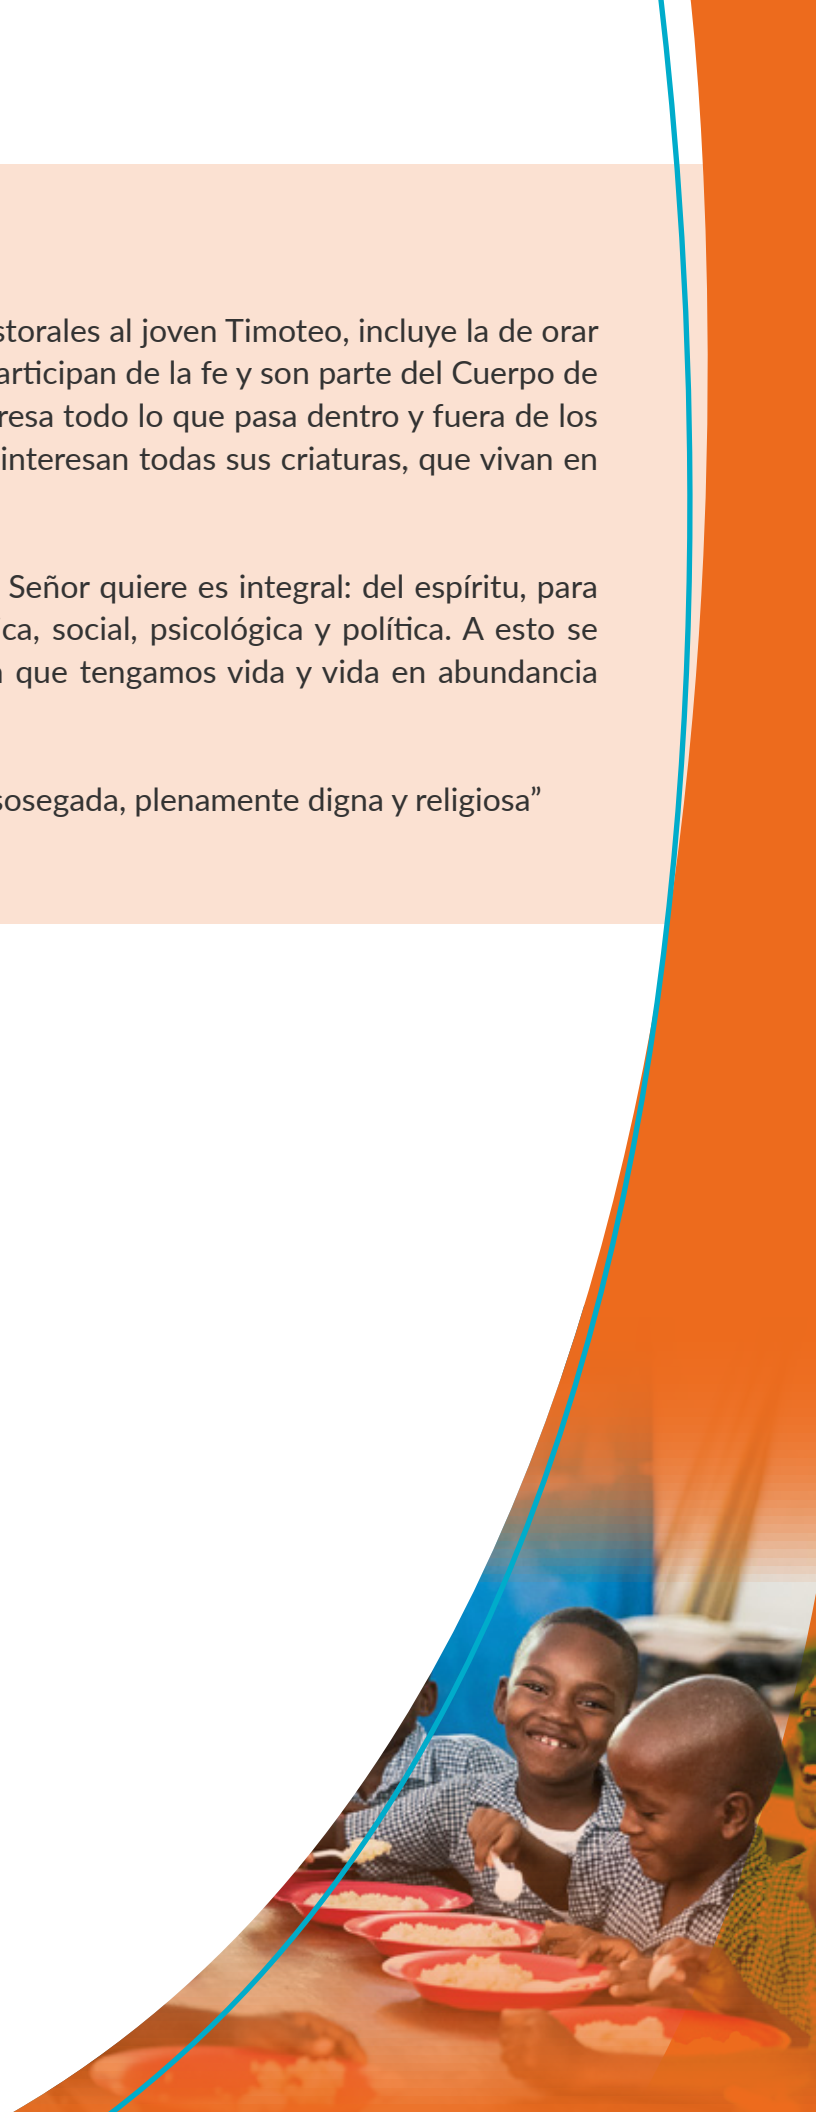 storales al joven Timoteo, incluye la de orar
articipan de la fe y son parte del Cuerpo de
resa todo lo que pasa dentro y fuera de los
interesan todas sus criaturas, que vivan en
Señor quiere es integral: del espíritu, para
ca, social, psicológica y política. A esto se
que tengamos vida y vida en abundancia
sosegada, plenamente digna y religiosa”